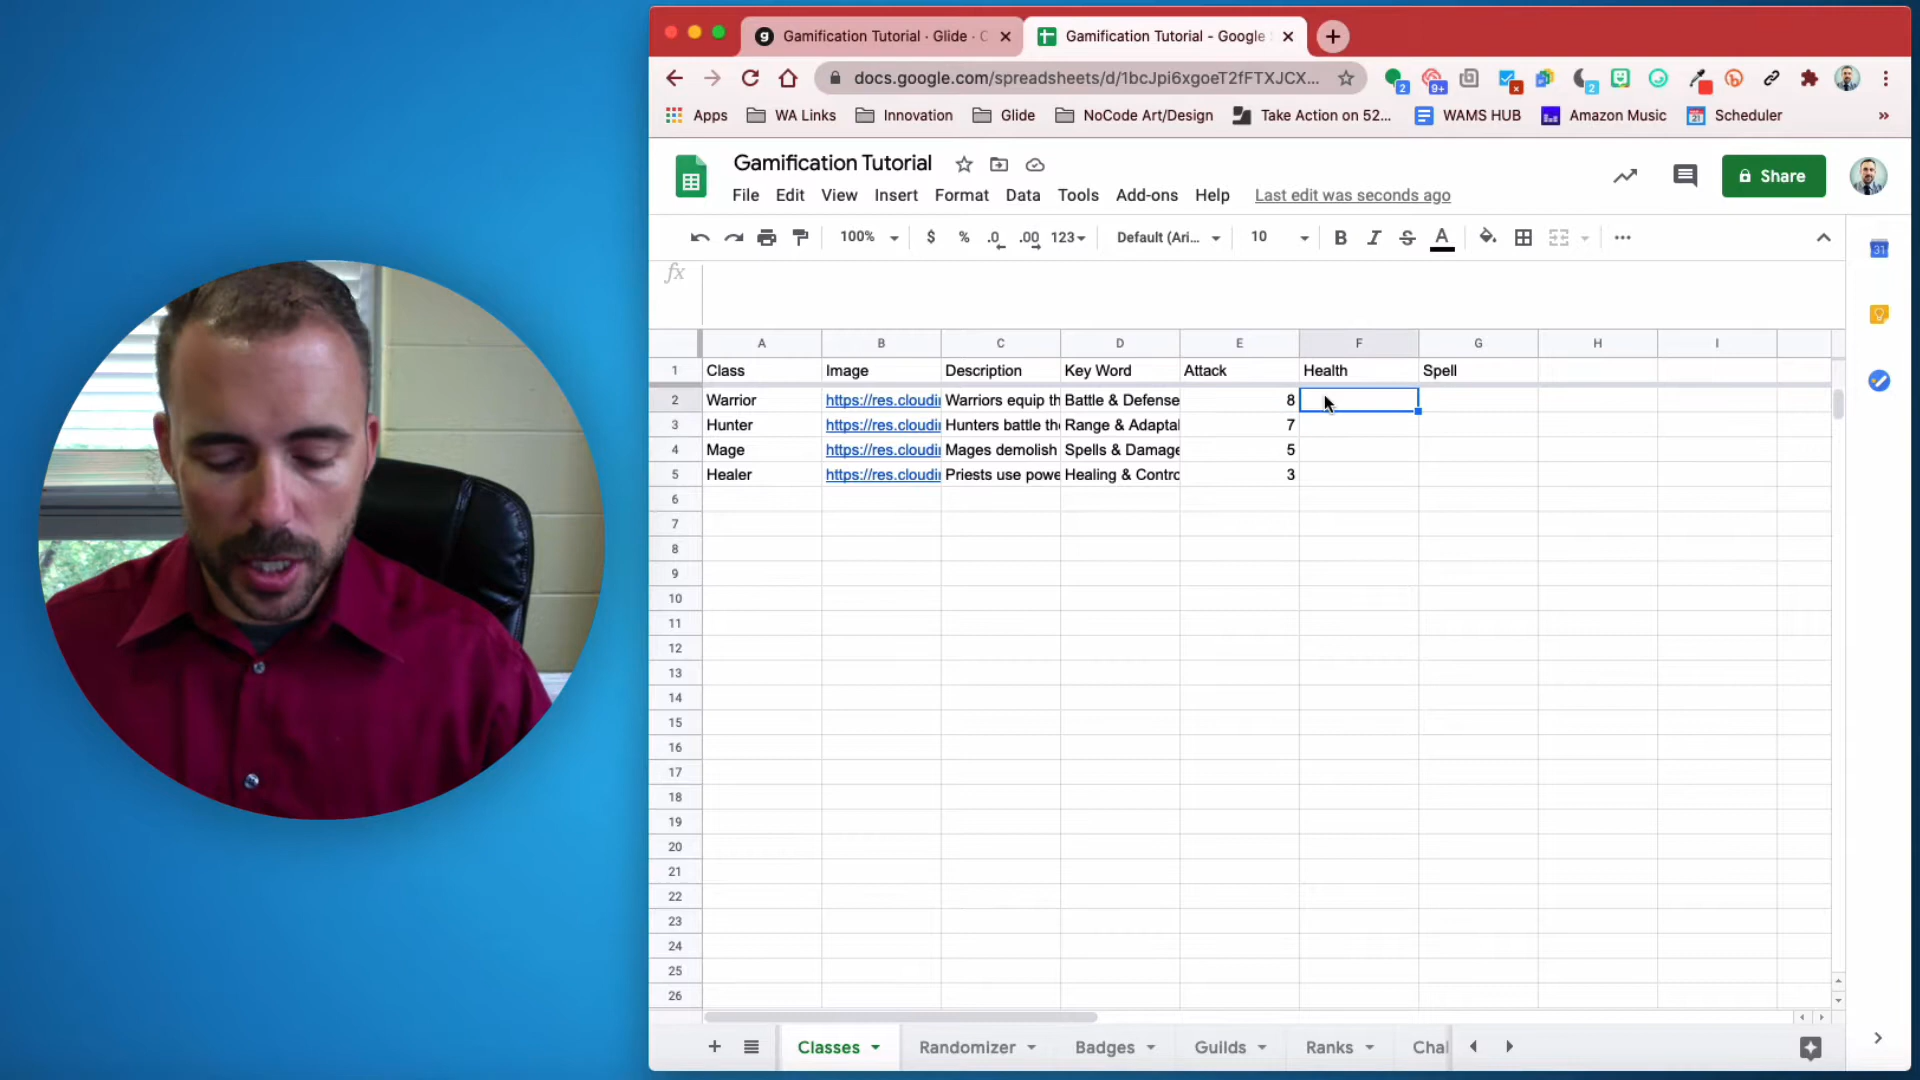 Gamification Tutorial · Glide · C
Gamification Tutorial - Google
docs.google.com/spreadsheets/d/1bcJpi6xgoeT2fFTXJCX...
2 9+ 2
Apps WA Links Innovation Glide NoCode Art/Design Take Action on 52... WAMS HUB Amazon Music Scheduler »
Gamification Tutorial
Share
File Edit View Insert Format Data Tools Add-ons Help Last edit was seconds ago
100% $ % .0 .00 123 Default (Ari... 10 B I S A
31
fx
A B C D E F G H I
1 Class Image Description Key Word Attack Health Spell
2 Warrior https://res.cloudi Warriors equip th Battle & Defense 8
3 Hunter https://res.cloudi Hunters battle the Range & Adaptal 7
4 Mage https://res.cloudi Mages demolish Spells & Damage 5
5 Healer https://res.cloudi Priests use powe Healing & Contro 3
6
7
8
9
10
11
12
13
14
15
16
17
18
19
20
21
22
23
24
25
26
Classes Randomizer Badges Guilds Ranks Chal